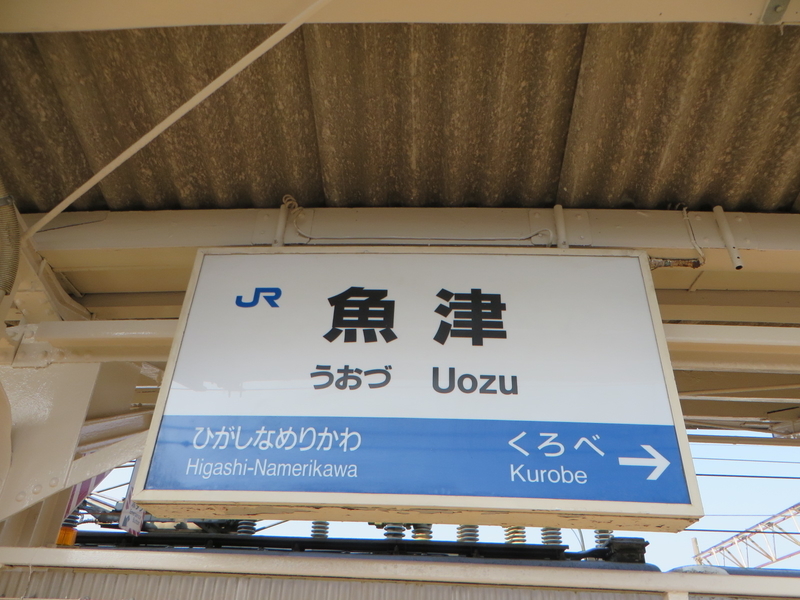 JR
魚津
うおづ Uozu
ひがしなめりかわ くろべ
Higashi-Namerikawa Kurobe